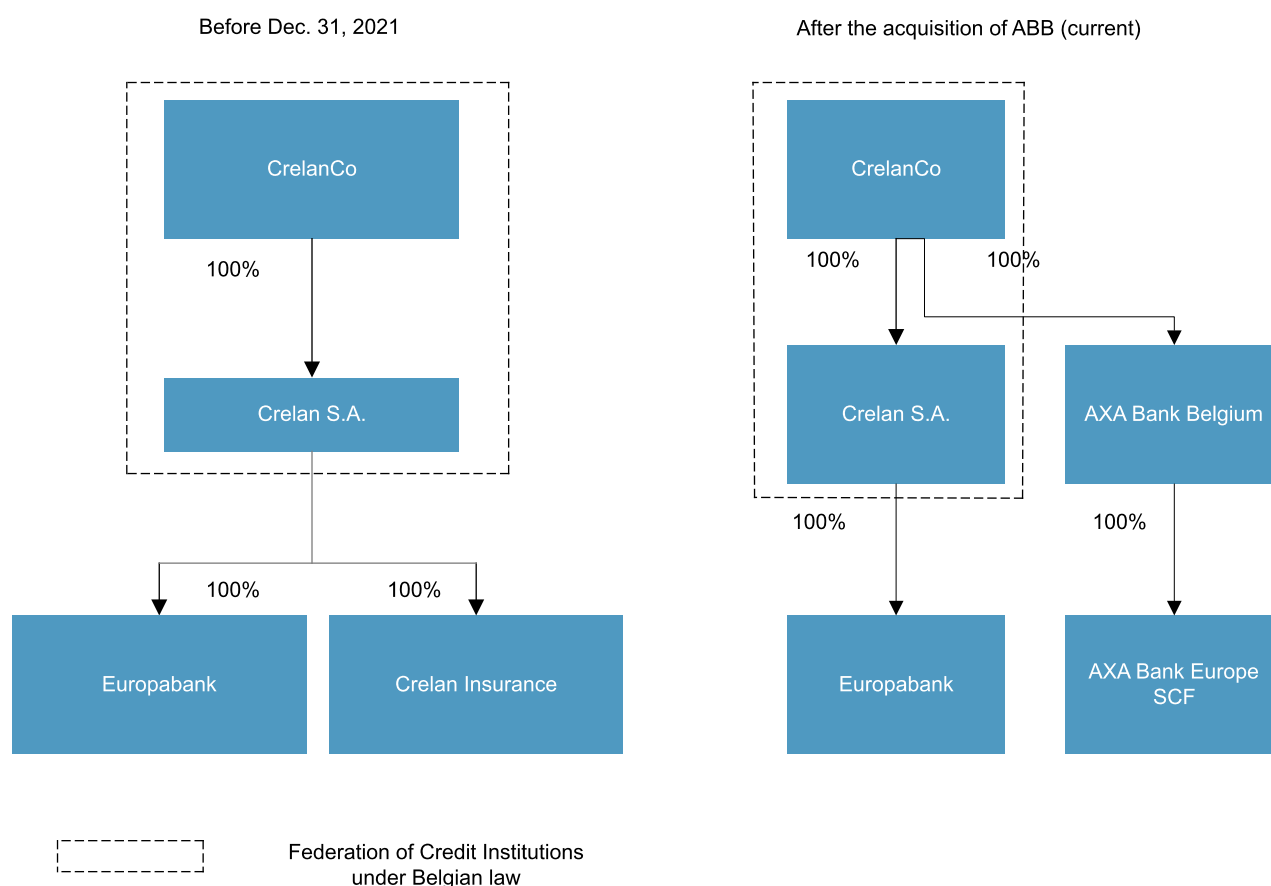 Before Dec. 31, 2021
After the acquisition of ABB (current)
CrelanCo
CrelanCo
100%
100%
100%
Crelan S.A.
Crelan S.A.
AXA Bank Belgium
100%
100%
100%
100%
Europabank
Crelan Insurance
Europabank
AXA Bank Europe
SCF
Federation of Credit Institutions
under Belgian law